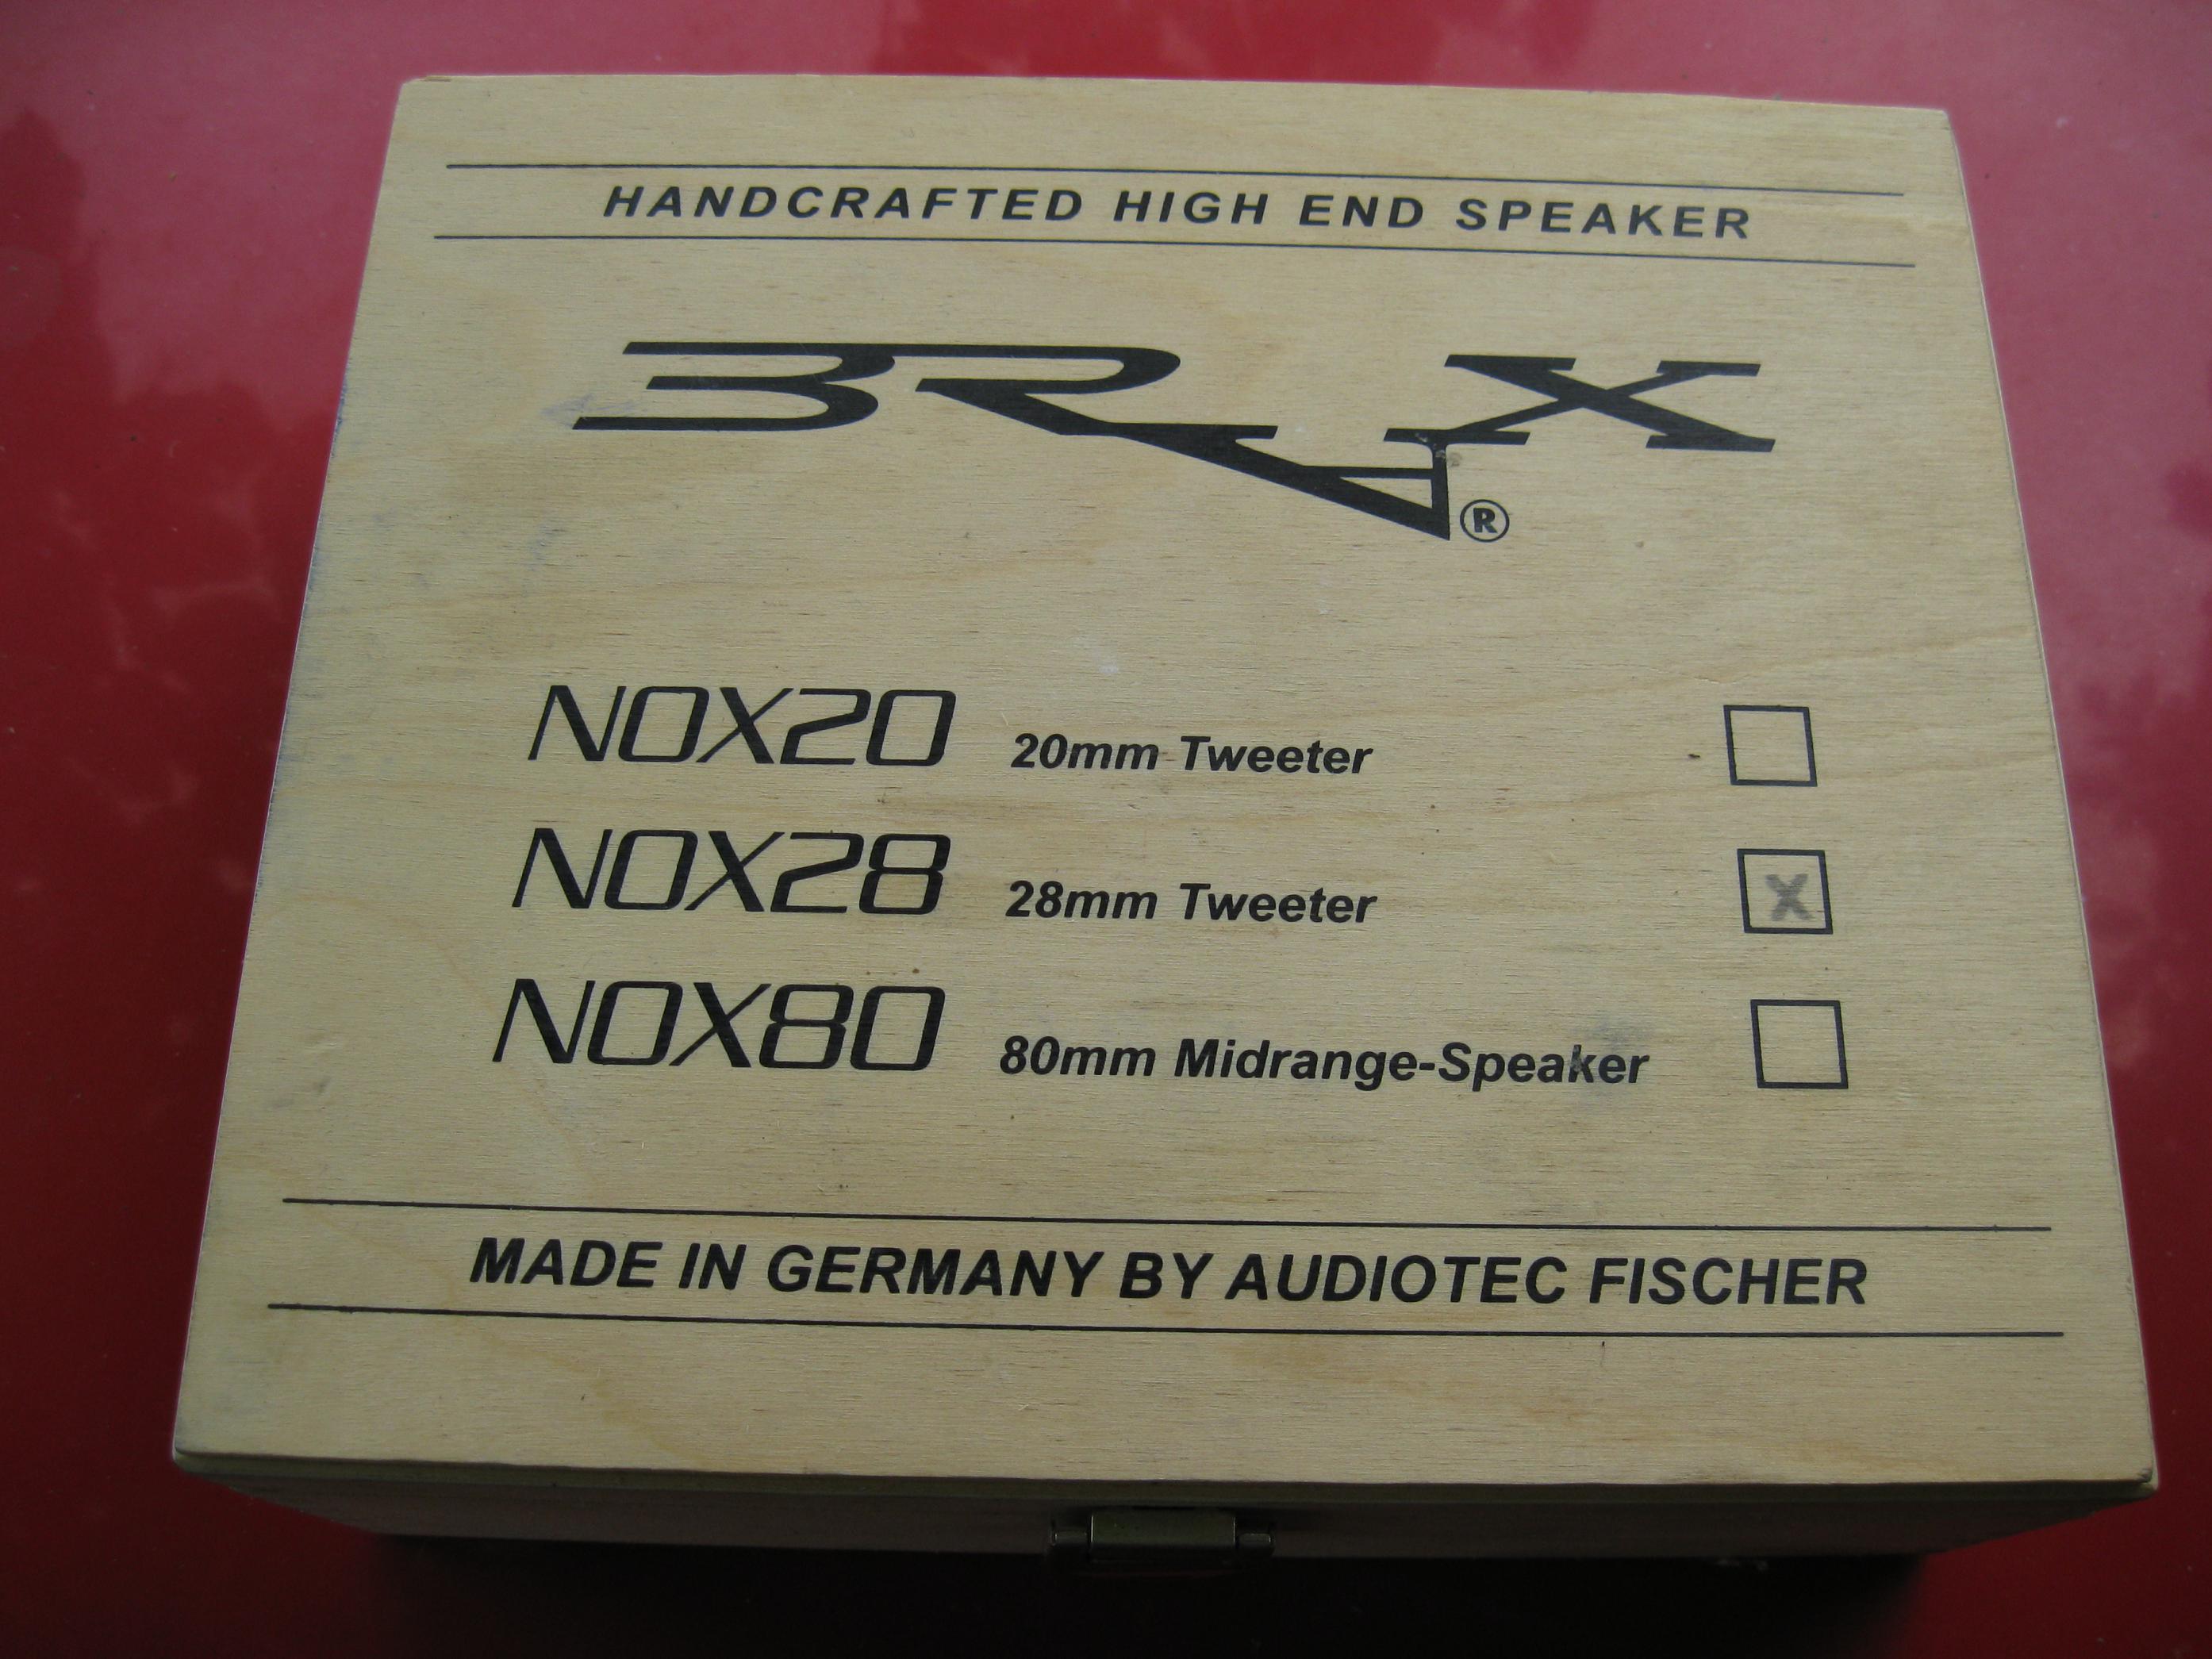 HANDCRAFTED HIGH END SPEAKER
BRAX®
NOX20 20mm Tweeter
NOX28 28mm Tweeter X
NOX80 80mm Midrange-Speaker
MADE IN GERMANY BY AUDIOTEC FISCHER